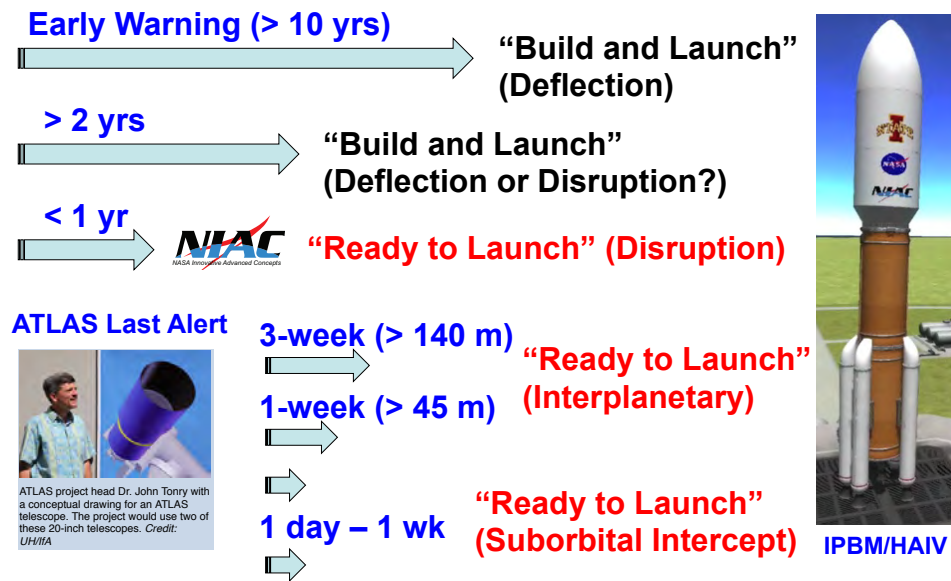 Early Warning (> 10 yrs)
“Build and Launch”
(Deflection)
> 2 yrs
“Build and Launch”
(Deflection or Disruption?)
< 1 yr
NIAC
NASA Innovative Advanced Concepts
“Ready to Launch” (Disruption)
ATLAS Last Alert
3-week (> 140 m)
“Ready to Launch”
(Interplanetary)
1-week (> 45 m)
ATLAS project head Dr. John Tonry with
a conceptual drawing for an ATLAS
telescope. The project would use two of
these 20-inch telescopes. Credit:
UH/IfA
1 day – 1 wk
“Ready to Launch”
(Suborbital Intercept)
STATE
NASA
NIAC
IPBM/HAIV